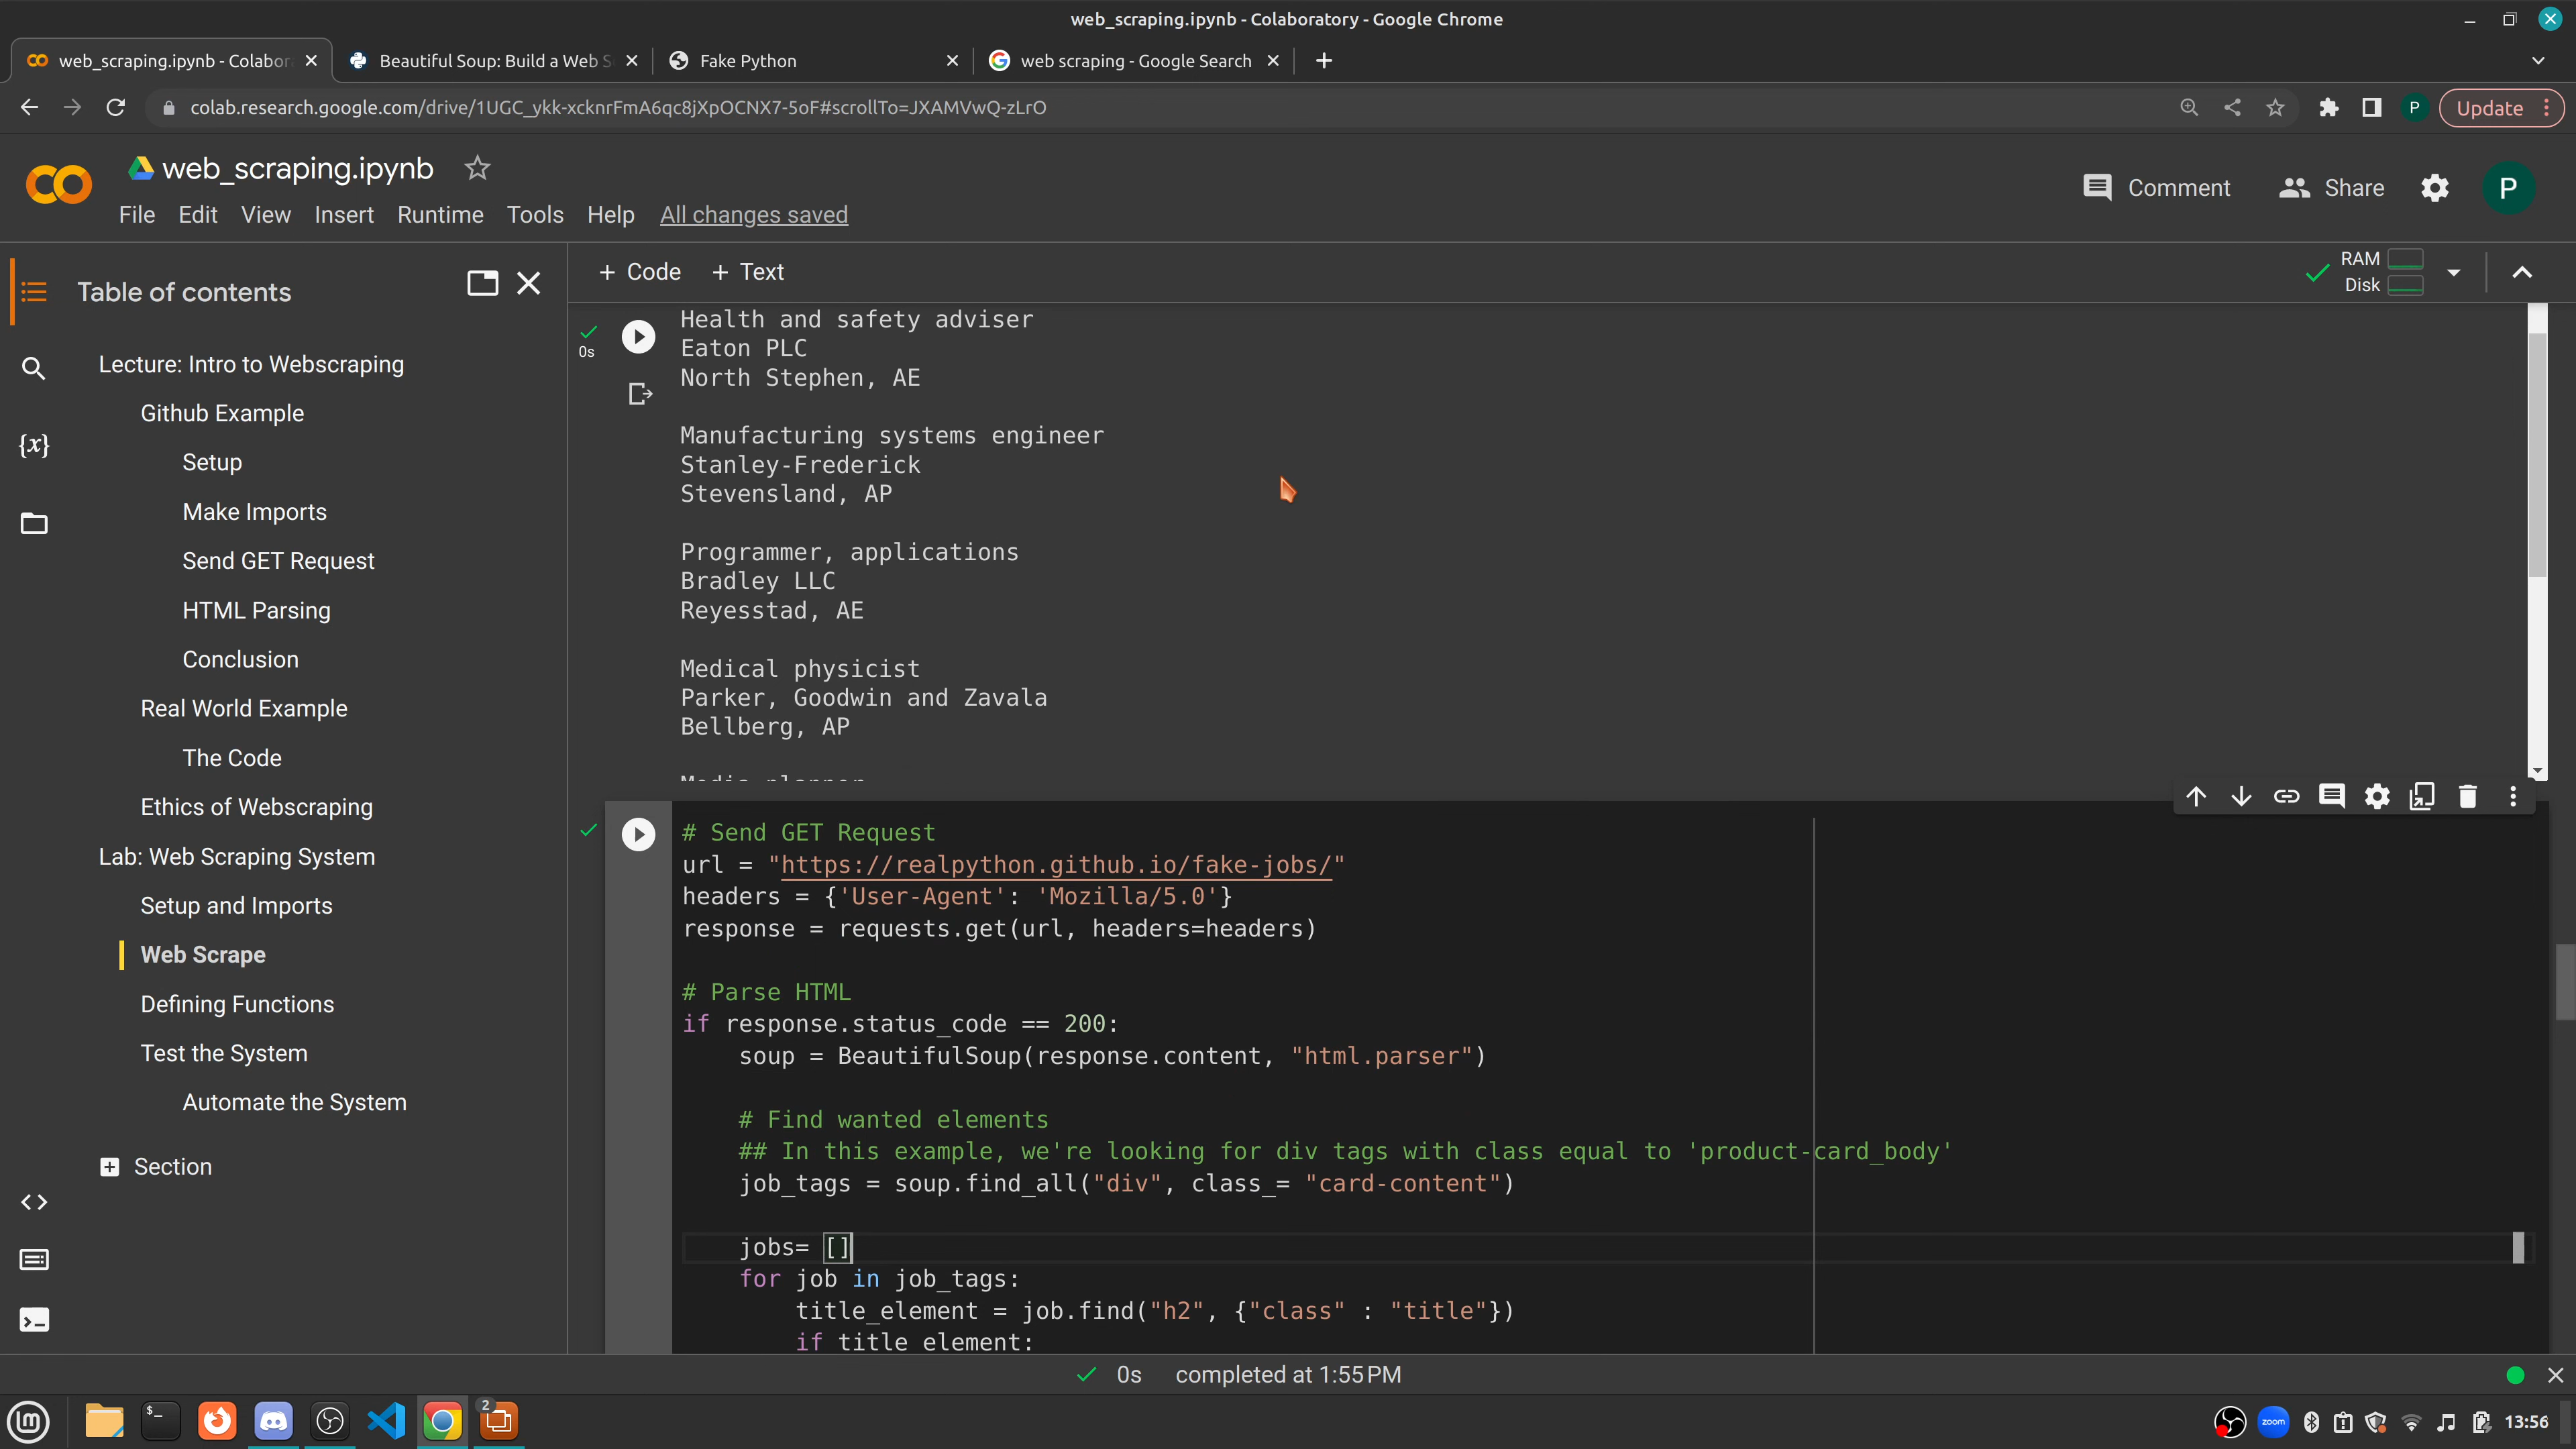 web_scraping.ipynb - Colaboratory - Google Chrome
web_scraping.ipynb - Colabor
Beautiful Soup: Build a Web S
Fake Python
web scraping - Google Search
colab.research.google.com/drive/1UGC_ykk-xcknrFmA6qc8jXpOCNX7-5oF#scrollTo=JXAMVwQ-zLrO
P
Update
web_scraping.ipynb
File Edit View Insert Runtime Tools Help All changes saved
Comment
Share
P
Table of contents
+ Code + Text
RAM
Disk
Lecture: Intro to Webscraping
Github Example
Setup
Make Imports
Send GET Request
HTML Parsing
Conclusion
Real World Example
The Code
Ethics of Webscraping
Lab: Web Scraping System
Setup and Imports
Web Scrape
Defining Functions
Test the System
Automate the System
Section
{x}
0s
Health and safety adviser
Eaton PLC
North Stephen, AE
Manufacturing systems engineer
Stanley-Frederick
Stevensland, AP
Programmer, applications
Bradley LLC
Reyesstad, AE
Medical physicist
Parker, Goodwin and Zavala
Bellberg, AP
# Send GET Request
url = "https://realpython.github.io/fake-jobs/"
headers = {'User-Agent': 'Mozilla/5.0'}
response = requests.get(url, headers=headers)
# Parse HTML
if response.status_code == 200:
soup = BeautifulSoup(response.content, "html.parser")
# Find wanted elements
## In this example, we're looking for div tags with class equal to 'product-card_body'
job_tags = soup.find_all("div", class_= "card-content")
jobs= []
for job in job_tags:
title_element = job.find("h2", {"class" : "title"})
if title_element:
0s completed at 1:55 PM
2
zoom
13:56